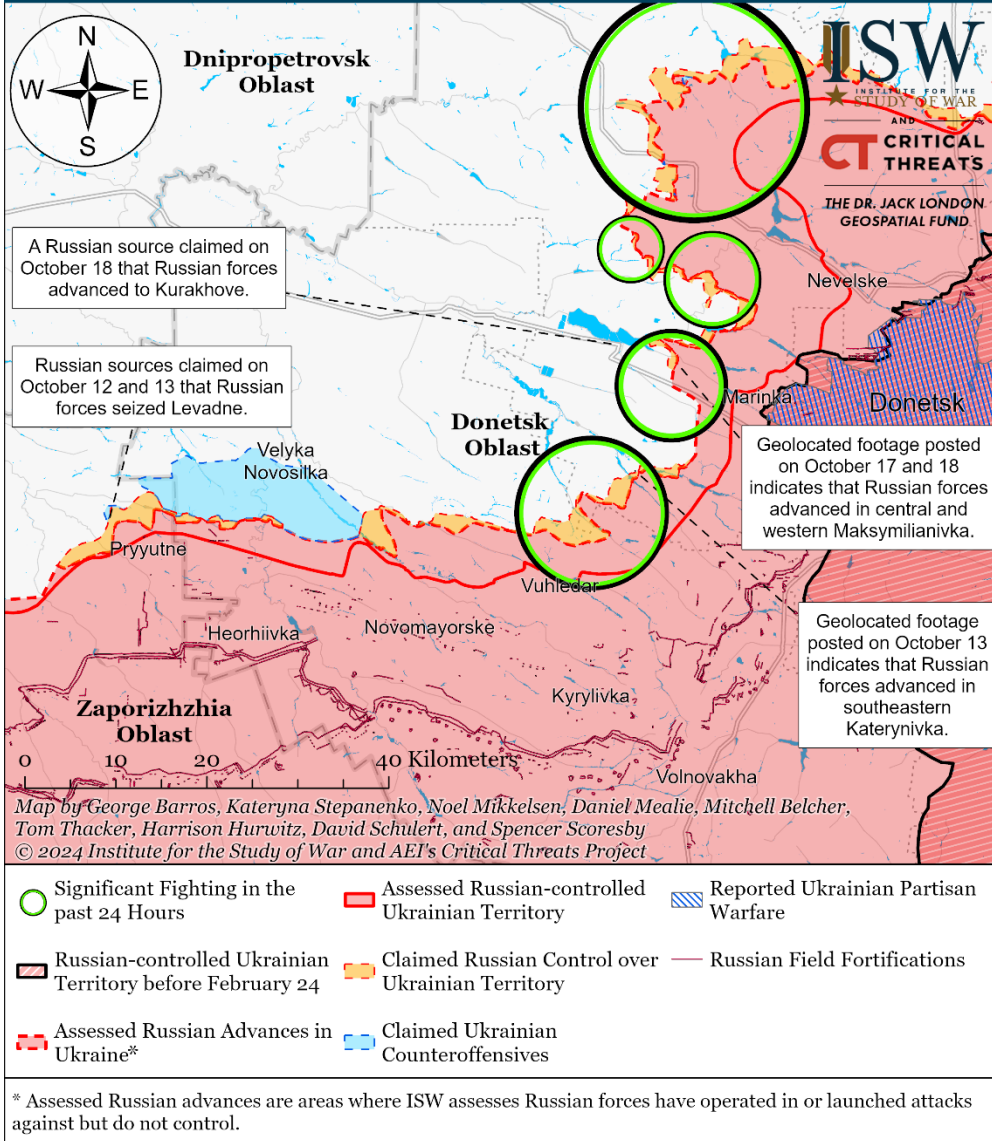 N
W
E
S
Dnipropetrovsk
Oblast
ISW
INSTITUTE FOR THE
STUDY OF WAR
AND
CT CRITICAL
THREATS
THE DR. JACK LONDON
GEOSPATIAL FUND
A Russian source claimed on
October 18 that Russian forces
advanced to Kurakhove.
Nevelske
Russian sources claimed on
October 12 and 13 that Russian
forces seized Levadne.
Marinka
Donetsk
Donetsk
Oblast
Velyka
Novosilka
Geolocated footage posted
on October 17 and 18
indicates that Russian forces
advanced in central and
western Maksymilianivka.
Pryyutne
Vuhledar
Heorhiivka
Novomayorske
Geolocated footage
posted on October 13
indicates that Russian
forces advanced in
southeastern
Katerynivka.
Kyrylivka
Zaporizhzhia
Oblast
Volnovakha
0 10 20 40 Kilometers
Map by George Barros, Kateryna Stepanenko, Noel Mikkelsen, Daniel Mealie, Mitchell Belcher,
Tom Thacker, Harrison Hurwitz, David Schulert, and Spencer Scoresby
© 2024 Institute for the Study of War and AEI's Critical Threats Project
Significant Fighting in the
past 24 Hours
Assessed Russian-controlled
Ukrainian Territory
Reported Ukrainian Partisan
Warfare
Russian-controlled Ukrainian
Territory before February 24
Claimed Russian Control over
Ukrainian Territory
Russian Field Fortifications
Assessed Russian Advances in
Ukraine*
Claimed Ukrainian
Counteroffensives
* Assessed Russian advances are areas where ISW assesses Russian forces have operated in or launched attacks
against but do not control.